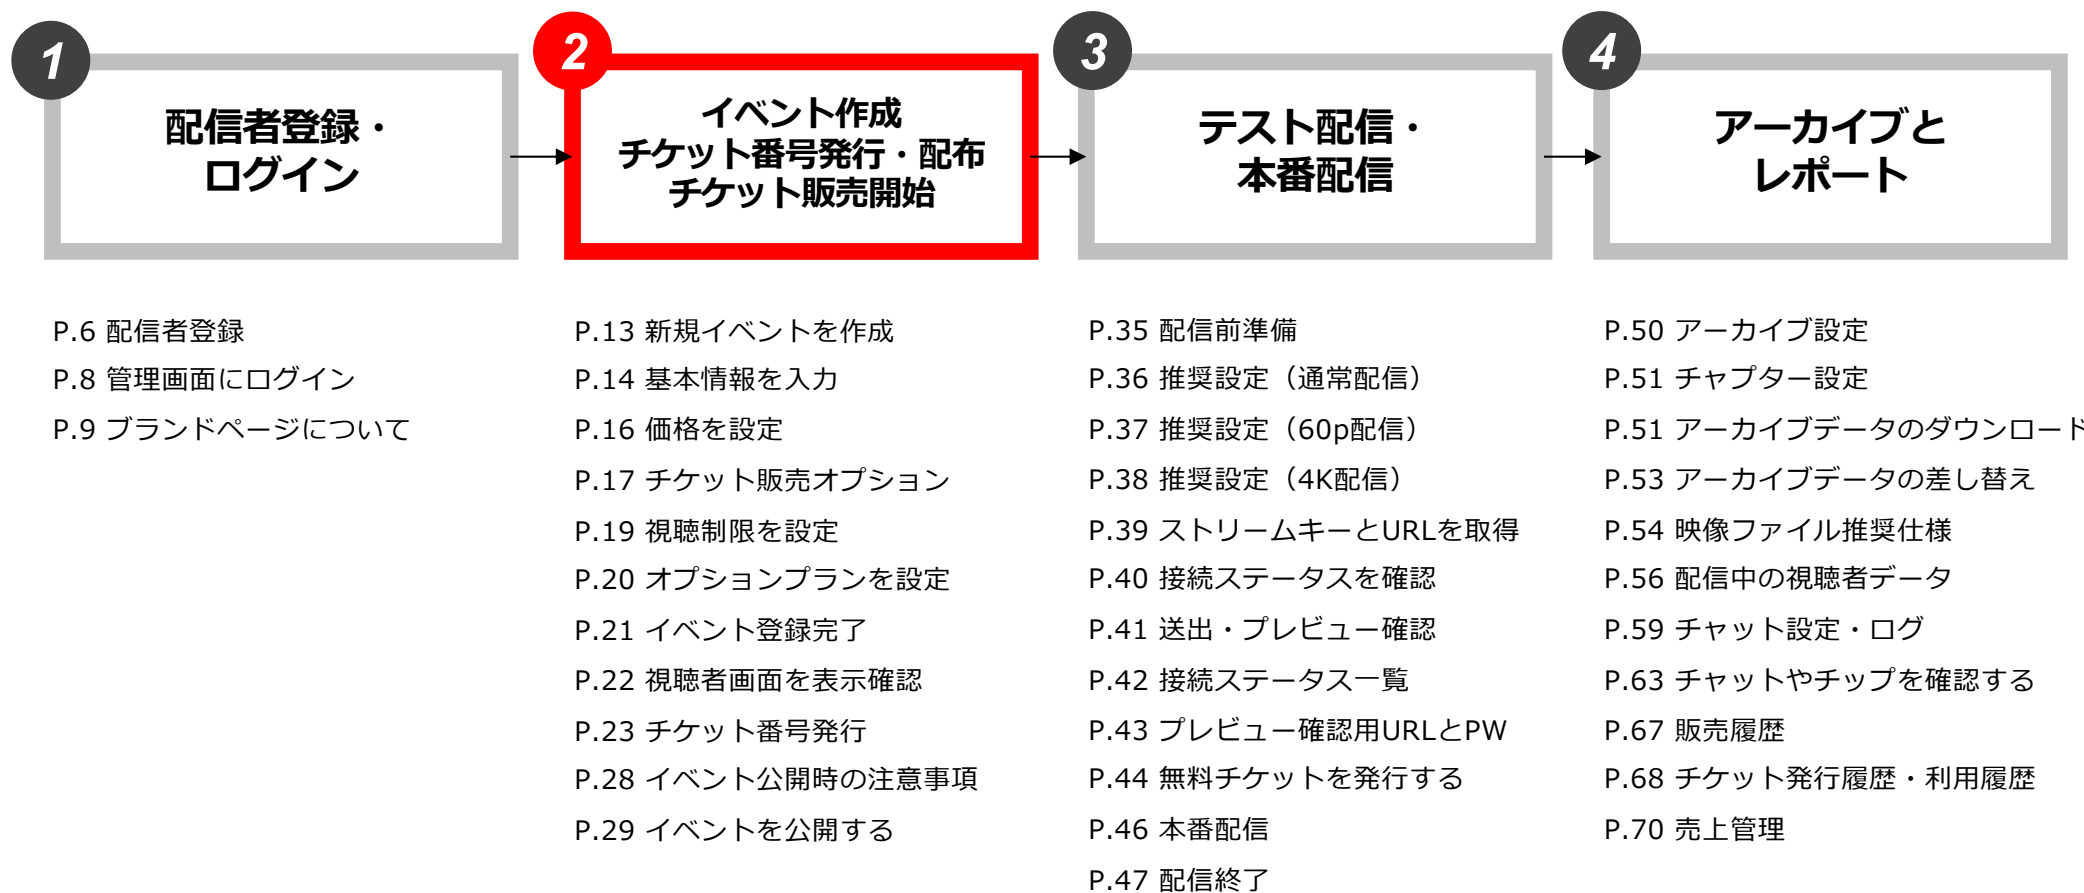 1
配信者登録・
ログイン
P.6 配信者登録
P.8 管理画面にログイン
P.9 ブランドページについて
2
イベント作成
チケット番号発行・配布
チケット販売開始
P.13 新規イベントを作成
P.14 基本情報を入力
P.16 価格を設定
P.17 チケット販売オプション
P.19 視聴制限を設定
P.20 オプションプランを設定
P.21 イベント登録完了
P.22 視聴者画面を表示確認
P.23 チケット番号発行
P.28 イベント公開時の注意事項
P.29 イベントを公開する
3
テスト配信・
本番配信
P.35 配信前準備
P.36 推奨設定（通常配信）
P.37 推奨設定（60p配信）
P.38 推奨設定（4K配信）
P.39 ストリームキーとURLを取得
P.40 接続ステータスを確認
P.41 送出・プレビュー確認
P.42 接続ステータス一覧
P.43 プレビュー確認用URLとPW
P.44 無料チケットを発行する
P.46 本番配信
P.47 配信終了
4
アーカイブと
レポート
P.50 アーカイブ設定
P.51 チャプター設定
P.51 アーカイブデータのダウンロード
P.53 アーカイブデータの差し替え
P.54 映像ファイル推奨仕様
P.56 配信中の視聴者データ
P.59 チャット設定・ログ
P.63 チャットやチップを確認する
P.67 販売履歴
P.68 チケット発行履歴・利用履歴
P.70 売上管理